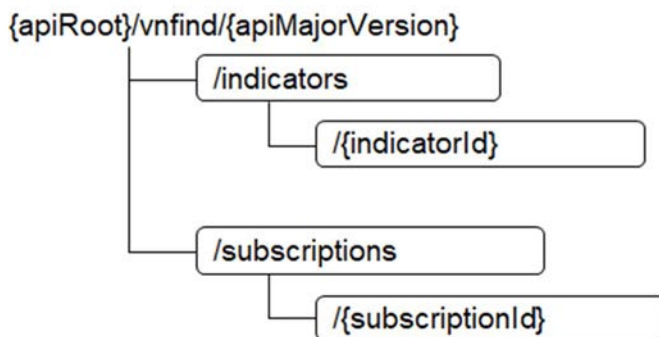 {apiRoot}/vnfind/{apiMajorVersion}
/indicators
/{indicatorId}
/subscriptions
/{subscriptionId}